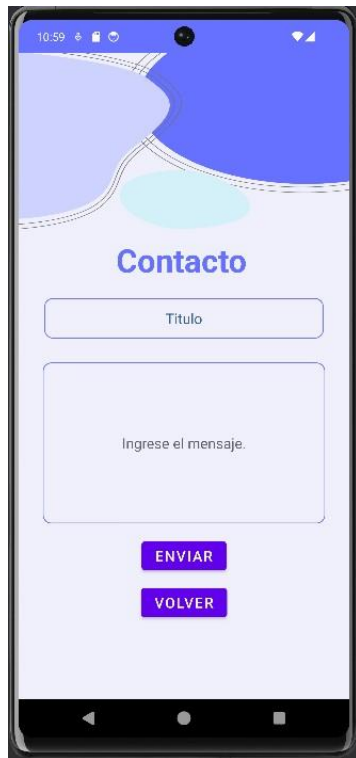 10:59
Contacto
Titulo
Ingrese el mensaje.
ENVIAR
VOLVER